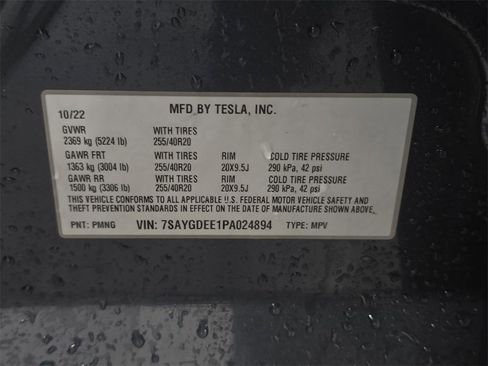 10/22 MFD BY TESLA, INC.
GVWR WITH TIRES
2369 kg (5224 lb) 255/40R20
GAWR FRT WITH TIRES RIM COLD TIRE PRESSURE
1363 kg (3004 lb) 255/40R20 20X9.5J 290 kPa, 42 psi
GAWR RR WITH TIRES RIM COLD TIRE PRESSURE
1500 kg (3306 lb) 255/40R20 20X9.5J 290 kPa, 42 psi
THIS VEHICLE CONFORMS TO ALL APPLICABLE U.S. FEDERAL MOTOR VEHICLE SAFETY AND
THEFT PREVENTION STANDARDS IN EFFECT ON THE DATE OF MANUFACTURE SHOWN ABOVE.
PNT: PMNG VIN: 7SAYGDEE1PA024894 TYPE: MPV